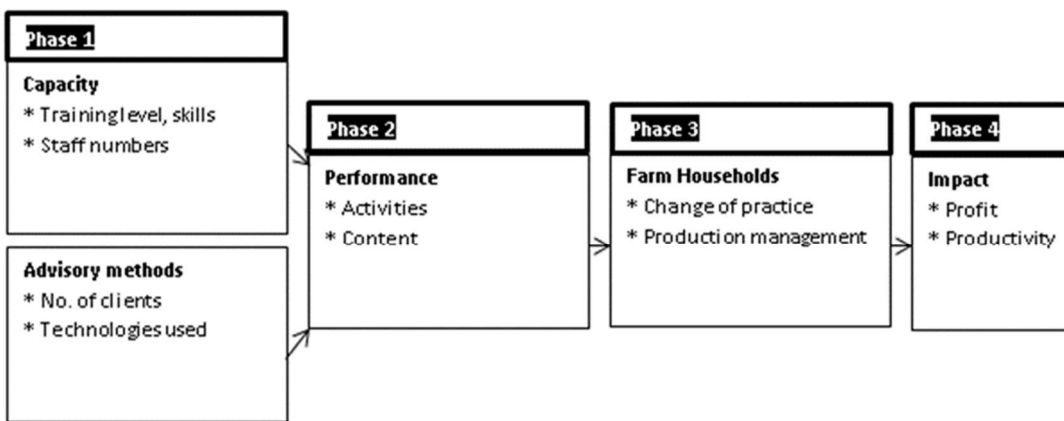 Phase 1
Capacity
* Training level, skills
* Staff numbers
Advisory methods
* No. of clients
* Technologies used
Phase 2
Performance
* Activities
* Content
Phase 3
Farm Households
* Change of practice
* Production management
Phase 4
Impact
* Profit
* Productivity